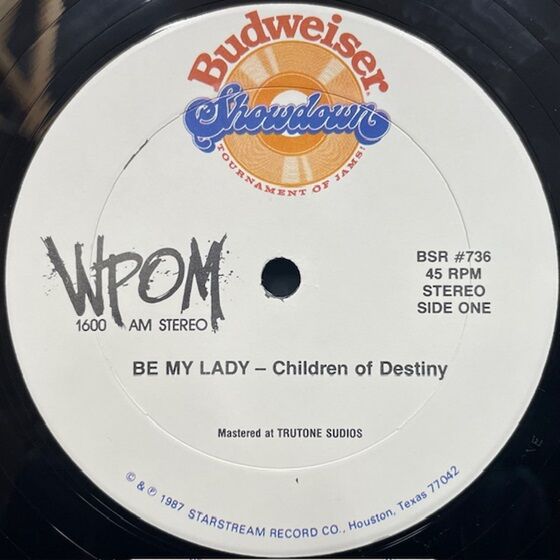 Budweiser
Showdown
TOURNAMENT OF JAMS!
WPOM
1600 AM STEREO
BSR #736
45 RPM
STEREO
SIDE ONE
BE MY LADY – Children of Destiny
Mastered at TRUTONE SUDIOS
© & ℗ 1987 STARSTREAM RECORD CO., Houston, Texas 77042